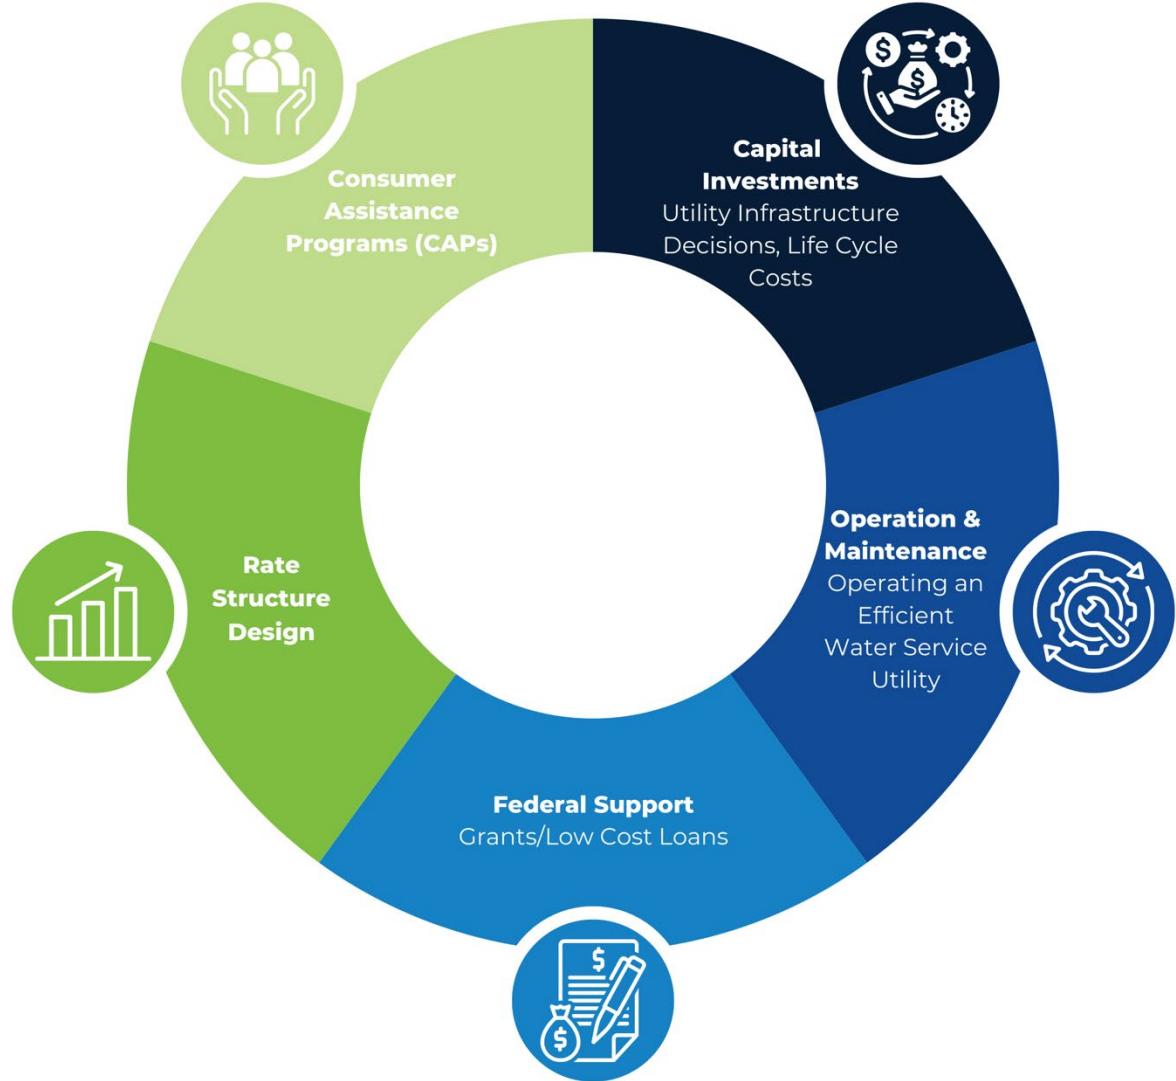 Capital
Investments
Utility Infrastructure
Decisions, Life Cycle
Costs
Operation &
Maintenance
Operating an
Efficient
Water Service
Utility
Federal Support
Grants/Low Cost Loans
Rate
Structure
Design
Consumer
Assistance
Programs (CAPs)
$
$
$
$